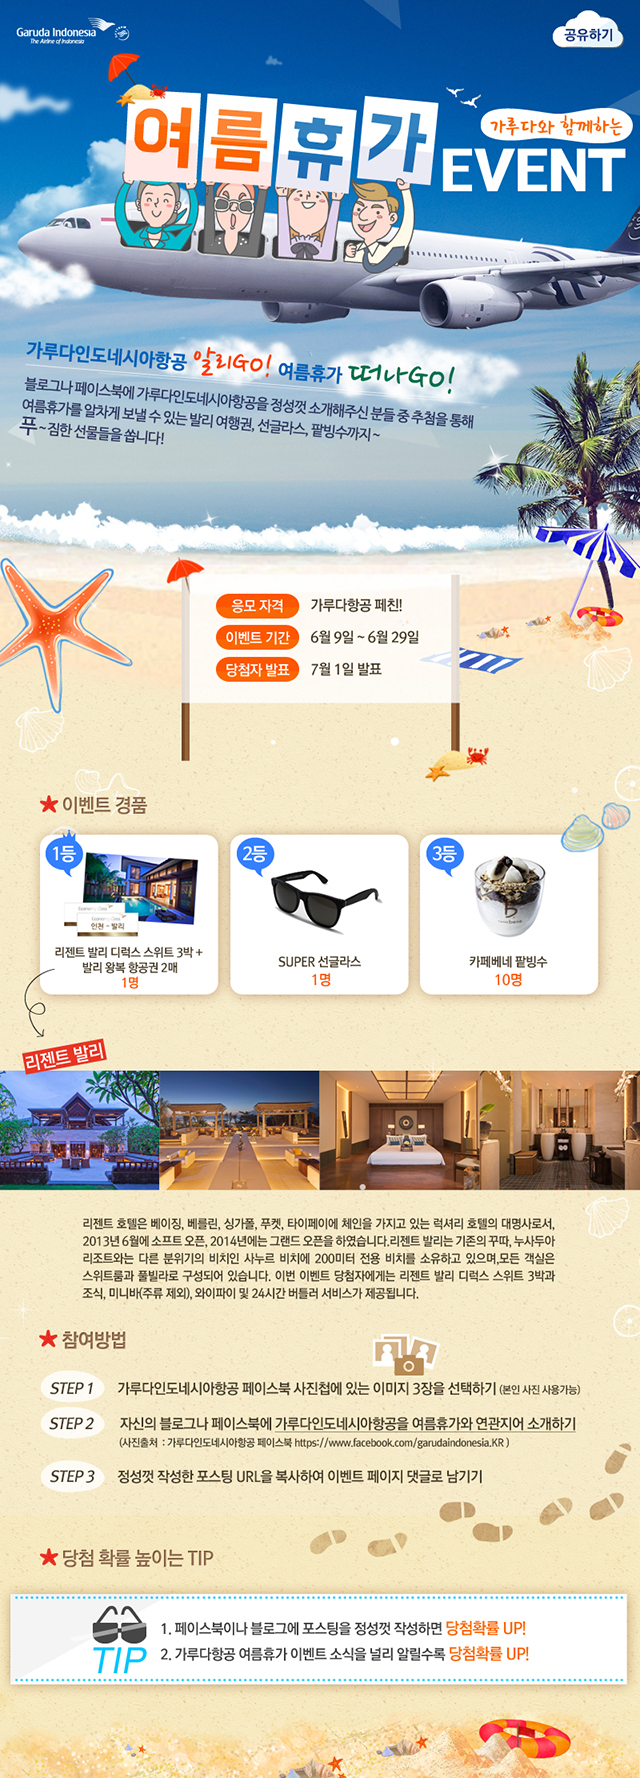 Garuda Indonesia
The Airline of Indonesia
공유하기
여름휴가
가루다와 함께하는
EVENT
가루다인도네시아항공 알리GO! 여름휴가 떠나GO!
블로그나 페이스북에 가루다인도네시아항공을 정성껏 소개해주신 분들 중 추첨을 통해
여름휴가를 알차게 보낼 수 있는 발리 여행권, 선글라스, 팥빙수까지~
푸~짐한 선물들을 쏩니다!
응모 자격 가루다항공 페친!
이벤트 기간 6월 9일 ~ 6월 29일
당첨자 발표 7월 1일 발표
이벤트 경품
1등
Economy Class
Economy Class
인천 - 발리
리젠트 발리 디럭스 스위트 3박 +
발리 왕복 항공권 2매
1명
2등
SUPER 선글라스
1명
3등
카페베네 팥빙수
10명
리젠트 발리
리젠트 호텔은 베이징, 베를린, 싱가폴, 푸켓, 타이페이에 체인을 가지고 있는 럭셔리 호텔의 대명사로서,
2013년 6월에 소프트 오픈, 2014년에는 그랜드 오픈을 하였습니다.리젠트 발리는 기존의 꾸따, 누사두아
리조트와는 다른 분위기의 비치인 사누르 비치에 200미터 전용 비치를 소유하고 있으며,모든 객실은
스위트룸과 풀빌라로 구성되어 있습니다. 이번 이벤트 당첨자에게는 리젠트 발리 디럭스 스위트 3박과
조식, 미니바(주류 제외), 와이파이 및 24시간 버틀러 서비스가 제공됩니다.
참여방법
STEP 1 가루다인도네시아항공 페이스북 사진첩에 있는 이미지 3장을 선택하기 (본인 사진 사용가능)
STEP 2 자신의 블로그나 페이스북에 가루다인도네시아항공을 여름휴가와 연관지어 소개하기
(사진출처 : 가루다인도네시아항공 페이스북 https://www.facebook.com/garudaindonesia.KR )
STEP 3 정성껏 작성한 포스팅 URL을 복사하여 이벤트 페이지 댓글로 남기기
당첨 확률 높이는 TIP
TIP
1. 페이스북이나 블로그에 포스팅을 정성껏 작성하면 당첨확률 UP!
2. 가루다항공 여름휴가 이벤트 소식을 널리 알릴수록 당첨확률 UP!